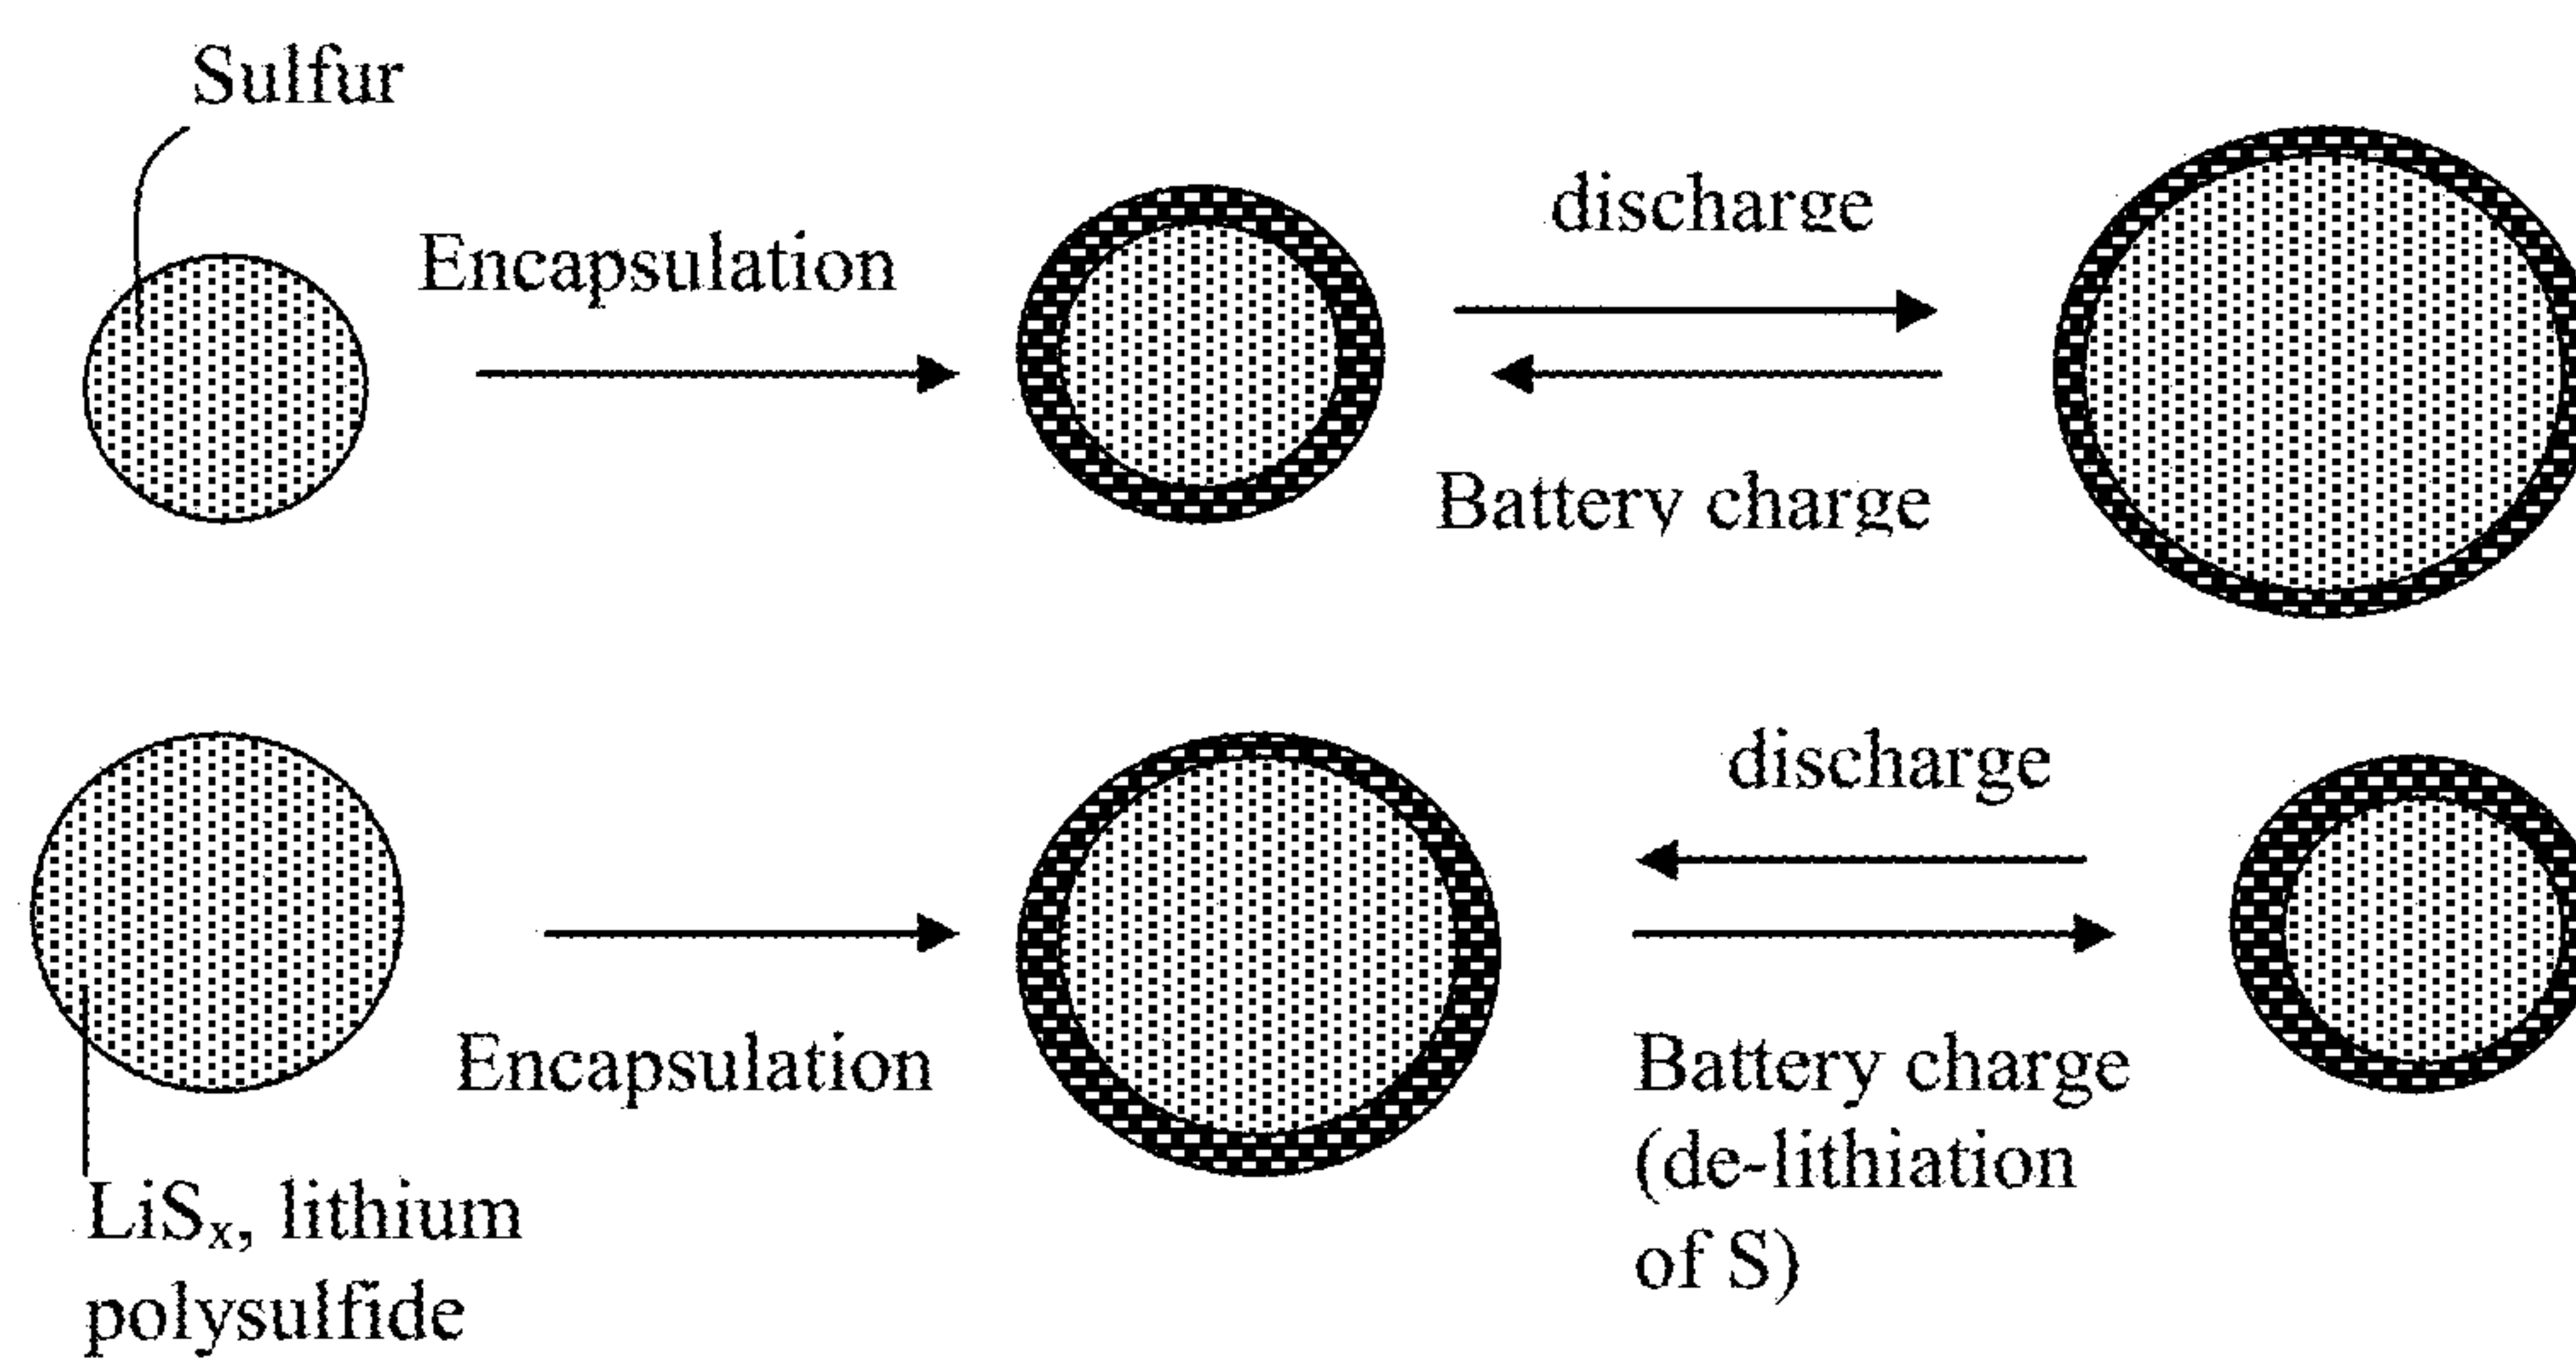 Sulfur
Encapsulation
discharge
Battery charge
discharge
Encapsulation
Battery charge
(de-lithiation
of S)
LiSₓ, lithium
polysulfide